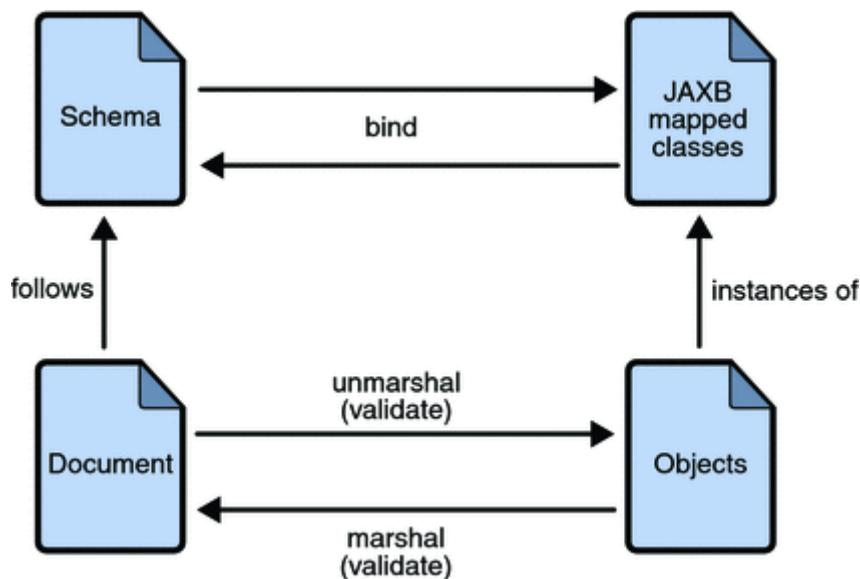 Schema
bind
JAXB
mapped
classes
follows
instances of
Document
unmarshal
(validate)
Objects
marshal
(validate)